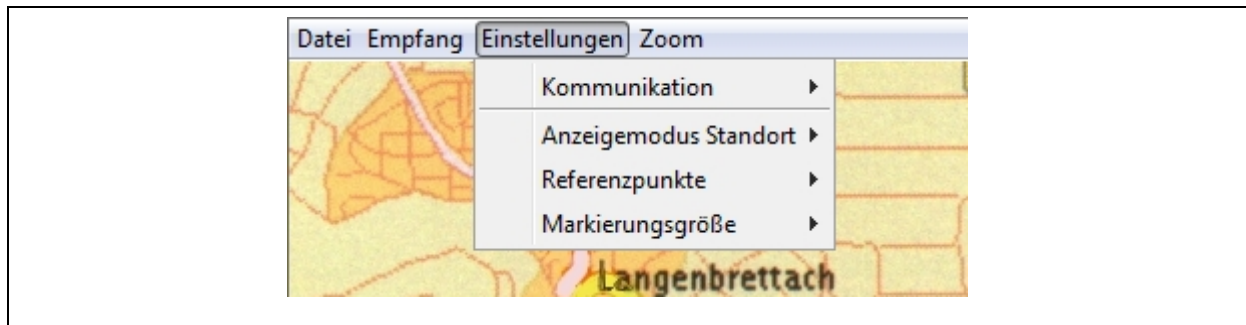 Datei Empfang Einstellungen Zoom
Kommunikation
Anzeigemodus Standort
Referenzpunkte
Markierungsgröße
Langenbrettach